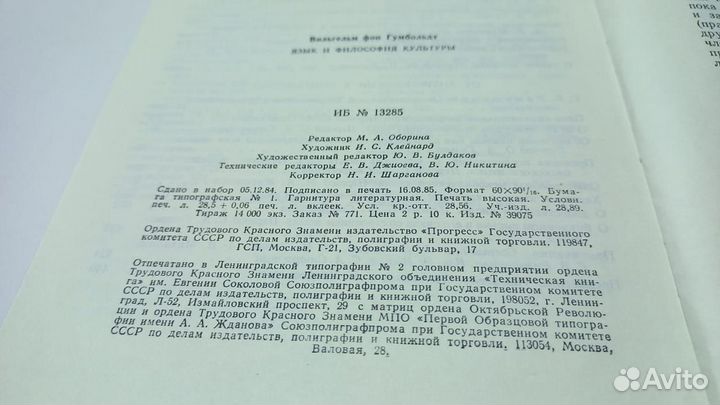 Вильгельм фон Гумбольдт
ЯЗЫК И ФИЛОСОФИЯ КУЛЬТУРЫ
ИБ № 13285
Редактор М. А. Оборина
Художник И. С. Клейнард
Художественный редактор Ю. В. Булдаков
Технические редакторы Е. В. Джиоева, В. Ю. Никитина
Корректор Н. И. Шарганова
Сдано в набор 05.12.84. Подписано в печать 16.08.85. Формат 60×90¹/₁₆. Бума-
га типографская № 1. Гарнитура литературная. Печать высокая. Условн.
печ. л. 28,5 + 0,06 печ. л. вклеек. Усл. кр.-отт. 28,56. Уч.-изд. л. 28,89.
Тираж 14 000 экз. Заказ № 771. Цена 2 р. 10 к. Изд. № 39075
Ордена Трудового Красного Знамени издательство «Прогресс» Государственного
комитета СССР по делам издательств, полиграфии и книжной торговли. 119847,
ГСП, Москва, Г-21, Зубовский бульвар, 17
Отпечатано в Ленинградской типографии № 2 головном предприятии ордена
Трудового Красного Знамени Ленинградского объединения «Техническая кни-
га» им. Евгении Соколовой Союзполиграфпрома при Государственном комитете
СССР по делам издательств, полиграфии и книжной торговли, 198052, г. Ленин-
град, Л-52, Измайловский проспект, 29 с матриц ордена Октябрьской Револю-
ции и ордена Трудового Красного Знамени МПО «Первой Образцовой типогра-
фии имени А. А. Жданова» Союзполиграфпрома при Государственном комитете
СССР по делам издательств, полиграфии и книжной торговли. 113054, Москва,
Валовая, 28.
пока
и за
(пра
дру
чле
пр
л
Avito